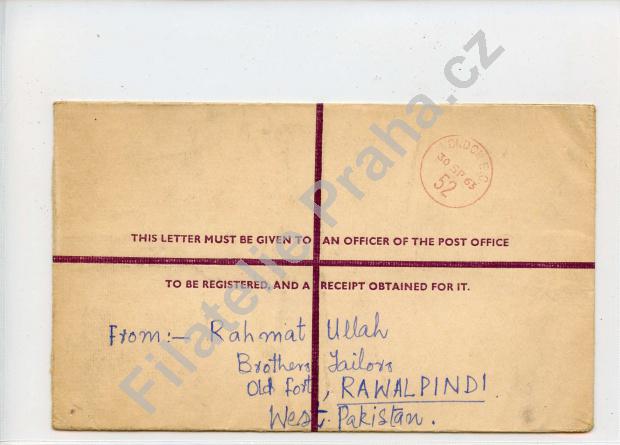 LONDON E.C.
30 SP 63
52
THIS LETTER MUST BE GIVEN TO AN OFFICER OF THE POST OFFICE
TO BE REGISTERED, AND A RECEIPT OBTAINED FOR IT.
From:- Rahmat Ullah
Brothers Tailors
Old fort, RAWALPINDI
West Pakistan.
Filatelie Praha.cz